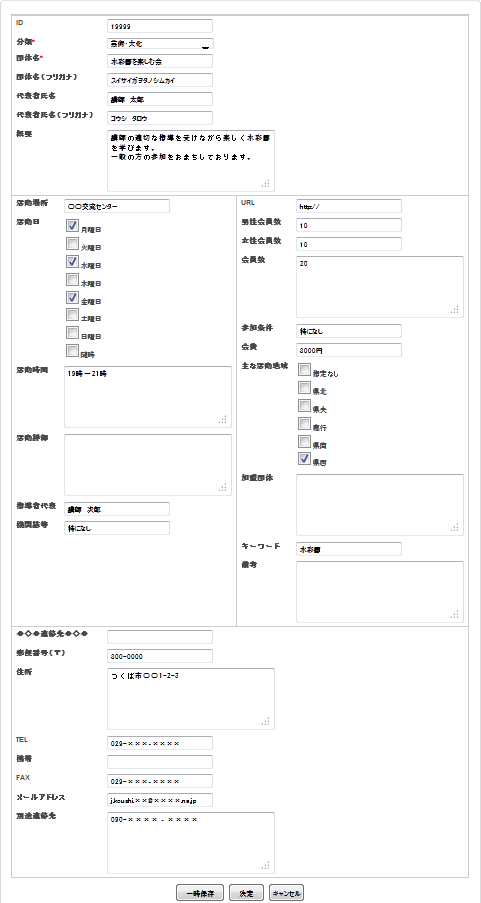 ID
19999
分類*
芸術・文化
団体名*
水彩画を楽しむ会
団体名(フリガナ)
スイサイガヲタノシムカイ
代表者氏名
講師 太郎
代表者氏名(フリガナ)
コウシ タロウ
概要
講師の適切な指導を受けながら楽しく水彩画
を学びます。
一般の方の参加をおまちしております。
活動場所
〇〇交流センター
活動日
月曜日
火曜日
水曜日
木曜日
金曜日
土曜日
日曜日
随時
活動時間
19時ー21時
活動詳細
指導者代表
講師 次郎
機関誌等
特になし
URL
http://
男性会員数
10
女性会員数
10
会員数
20
参加条件
特になし
会費
3000円
主な活動地域
指定なし
県北
県央
鹿行
県南
県西
加盟団体
キーワード
水彩画
備考
◆◇◆連絡先◆◇◆
郵便番号(〒)
300-0000
住所
つくば市〇〇1-2-3
TEL
029-×××-××××
携帯
FAX
029-×××-××××
メールアドレス
j.koushi.××@××××.ne.jp
別途連絡先
090-××××-××××
一時保存
決定
キャンセル